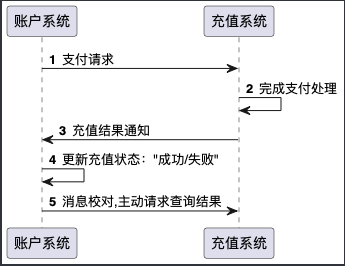 账户系统 充值系统
1 支付请求
2 完成支付处理
3 充值结果通知
4 更新充值状态："成功/失败"
5 消息校对,主动请求查询结果
账户系统 充值系统